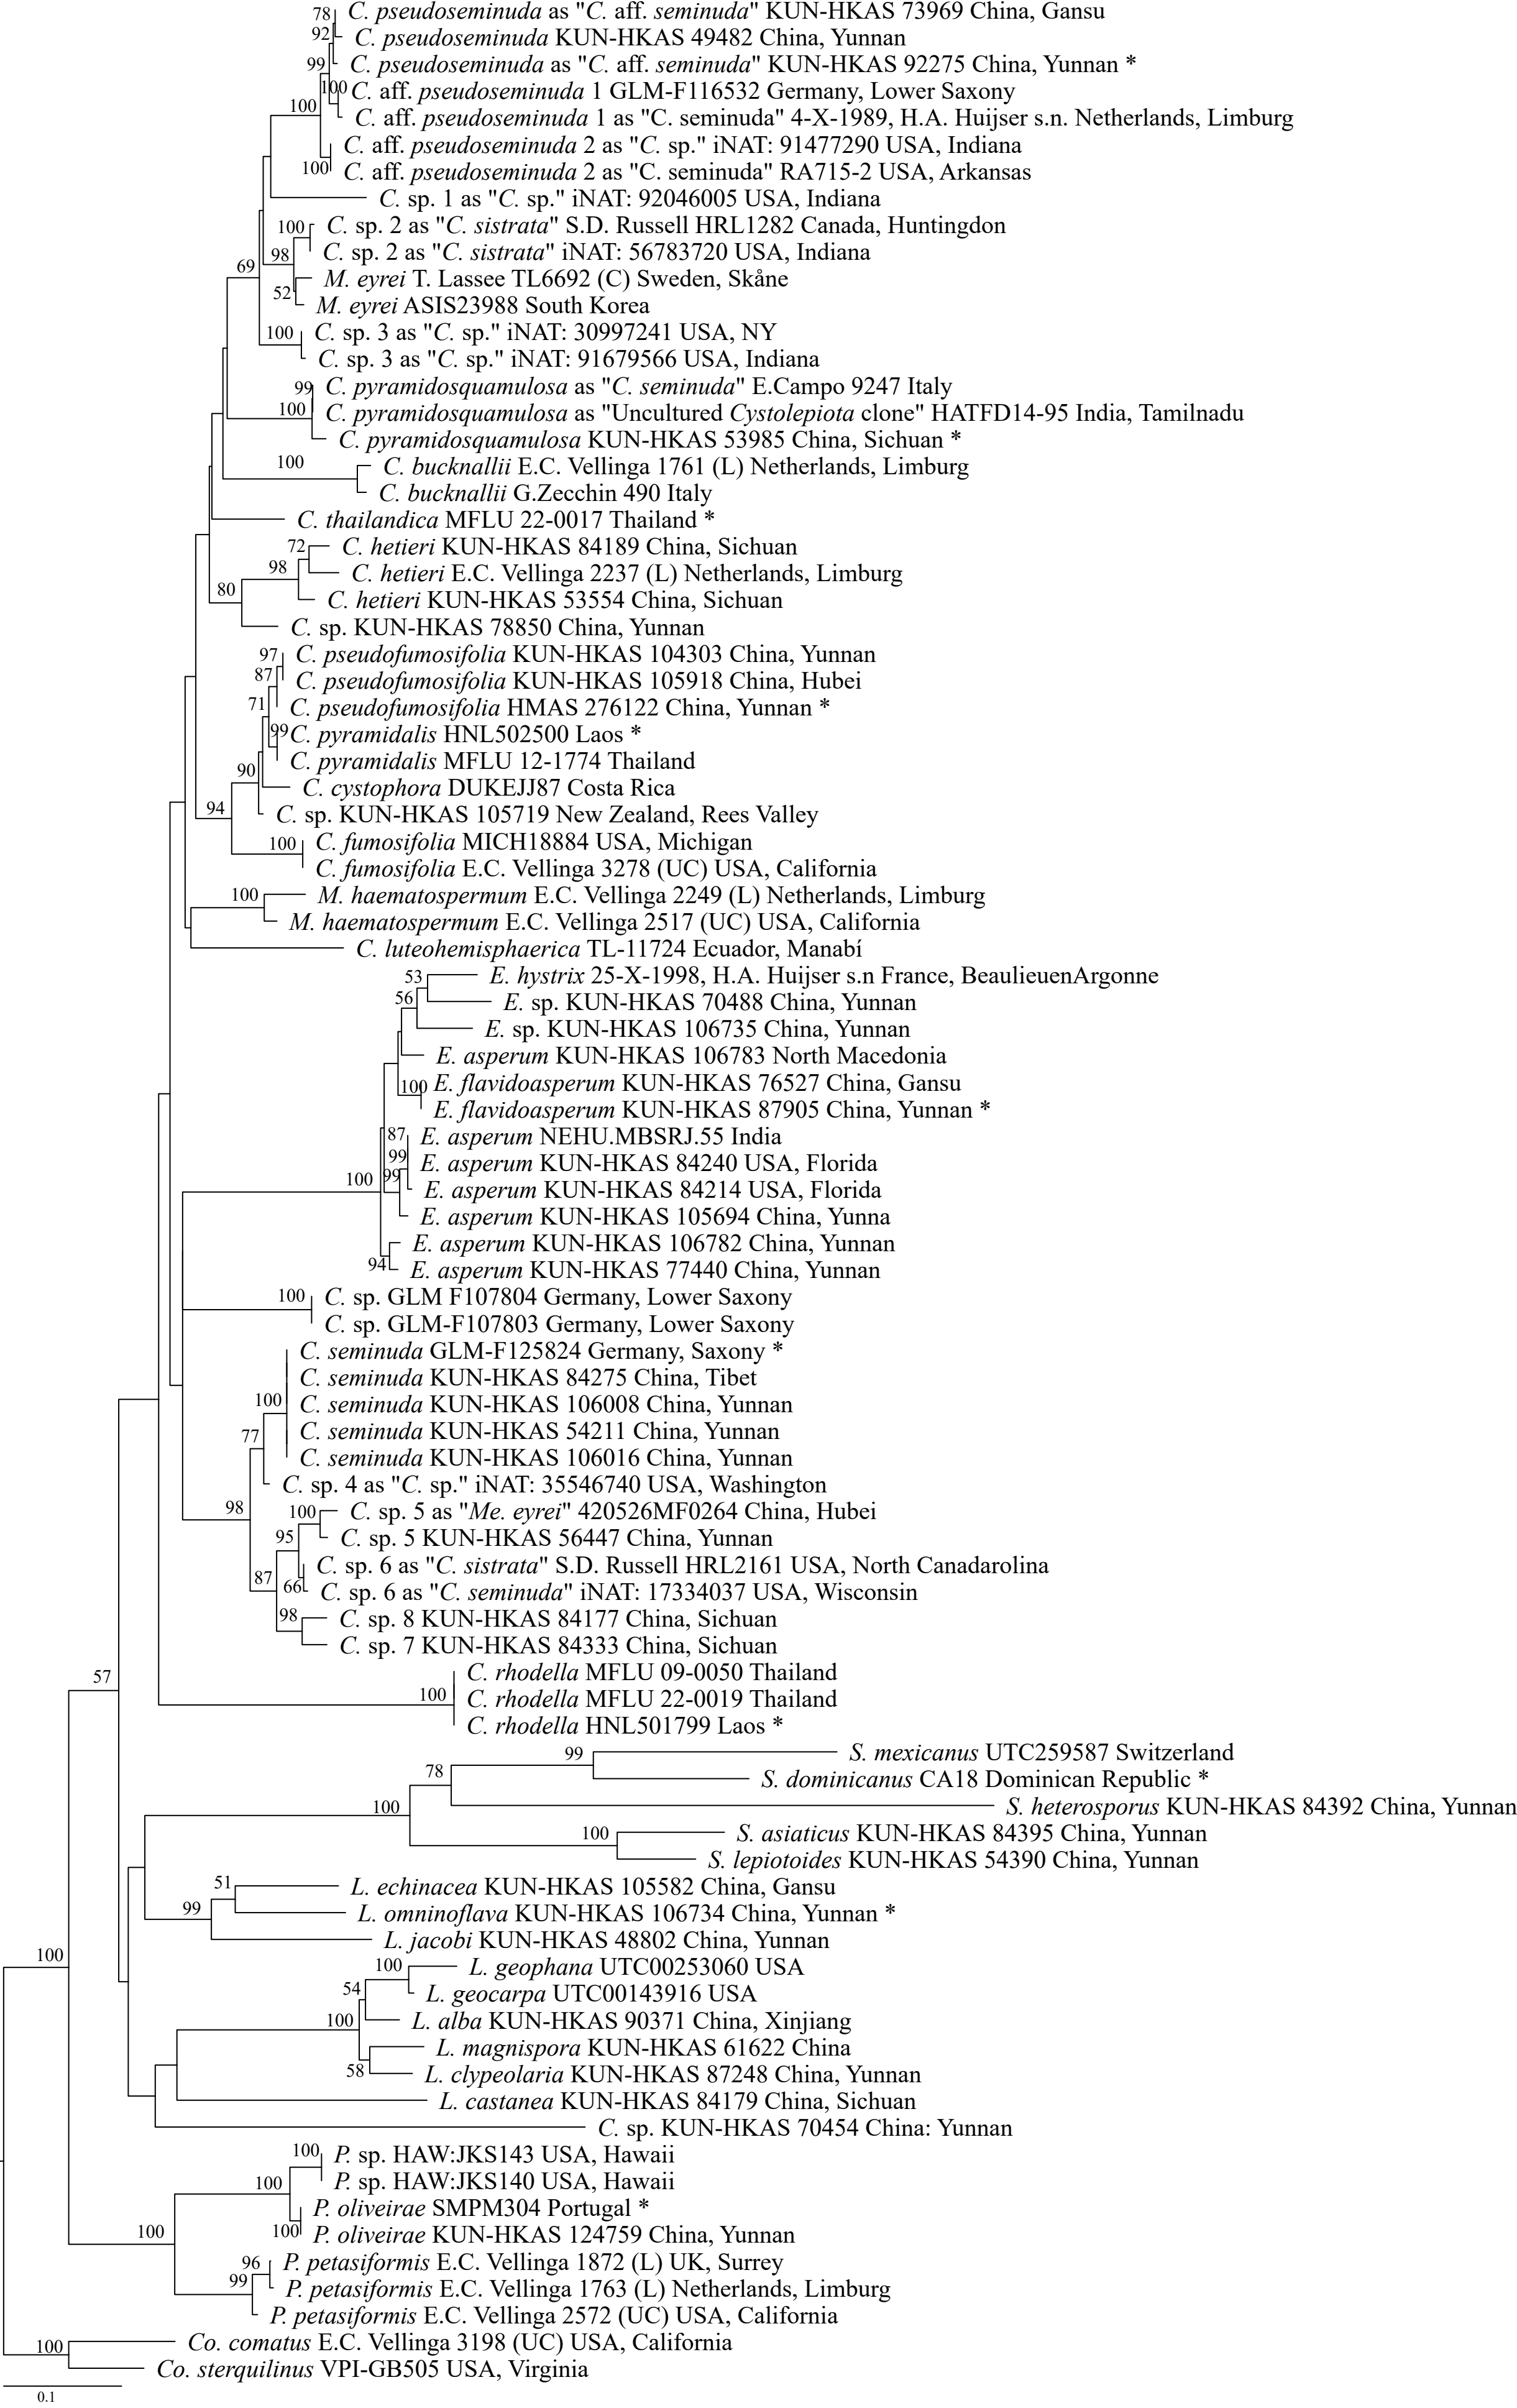 78 C. pseudoseminuda as "C. aff. seminuda" KUN-HKAS 73969 China, Gansu
92 C. pseudoseminuda KUN-HKAS 49482 China, Yunnan
99 C. pseudoseminuda as "C. aff. seminuda" KUN-HKAS 92275 China, Yunnan *
100 C. aff. pseudoseminuda 1 GLM-F116532 Germany, Lower Saxony
100 C. aff. pseudoseminuda 1 as "C. seminuda" 4-X-1989, H.A. Huijser s.n. Netherlands, Limburg
C. aff. pseudoseminuda 2 as "C. sp." iNAT: 91477290 USA, Indiana
100 C. aff. pseudoseminuda 2 as "C. seminuda" RA715-2 USA, Arkansas
C. sp. 1 as "C. sp." iNAT: 92046005 USA, Indiana
100 C. sp. 2 as "C. sistrata" S.D. Russell HRL1282 Canada, Huntingdon
98 C. sp. 2 as "C. sistrata" iNAT: 56783720 USA, Indiana
69 M. eyrei T. Lassee TL6692 (C) Sweden, Skåne
52 M. eyrei ASIS23988 South Korea
100 C. sp. 3 as "C. sp." iNAT: 30997241 USA, NY
C. sp. 3 as "C. sp." iNAT: 91679566 USA, Indiana
99 C. pyramidosquamulosa as "C. seminuda" E.Campo 9247 Italy
100 C. pyramidosquamulosa as "Uncultured Cystolepiota clone" HATFD14-95 India, Tamilnadu
C. pyramidosquamulosa KUN-HKAS 53985 China, Sichuan *
100 C. bucknallii E.C. Vellinga 1761 (L) Netherlands, Limburg
C. bucknallii G.Zecchin 490 Italy
C. thailandica MFLU 22-0017 Thailand *
72 C. hetieri KUN-HKAS 84189 China, Sichuan
98 C. hetieri E.C. Vellinga 2237 (L) Netherlands, Limburg
80 C. hetieri KUN-HKAS 53554 China, Sichuan
C. sp. KUN-HKAS 78850 China, Yunnan
97 C. pseudofumosifolia KUN-HKAS 104303 China, Yunnan
87 C. pseudofumosifolia KUN-HKAS 105918 China, Hubei
71 C. pseudofumosifolia HMAS 276122 China, Yunnan *
99 C. pyramidalis HNL502500 Laos *
C. pyramidalis MFLU 12-1774 Thailand
90 C. cystophora DUKEJJ87 Costa Rica
94 C. sp. KUN-HKAS 105719 New Zealand, Rees Valley
100 C. fumosifolia MICH18884 USA, Michigan
C. fumosifolia E.C. Vellinga 3278 (UC) USA, California
100 M. haematospermum E.C. Vellinga 2249 (L) Netherlands, Limburg
M. haematospermum E.C. Vellinga 2517 (UC) USA, California
C. luteohemisphaerica TL-11724 Ecuador, Manabí
53 E. hystrix 25-X-1998, H.A. Huijser s.n France, BeaulieuenArgonne
56 E. sp. KUN-HKAS 70488 China, Yunnan
E. sp. KUN-HKAS 106735 China, Yunnan
E. asperum KUN-HKAS 106783 North Macedonia
100 E. flavidoasperum KUN-HKAS 76527 China, Gansu
E. flavidoasperum KUN-HKAS 87905 China, Yunnan *
87 E. asperum NEHU.MBSRJ.55 India
99 E. asperum KUN-HKAS 84240 USA, Florida
100 99 E. asperum KUN-HKAS 84214 USA, Florida
E. asperum KUN-HKAS 105694 China, Yunna
E. asperum KUN-HKAS 106782 China, Yunnan
94 E. asperum KUN-HKAS 77440 China, Yunnan
100 C. sp. GLM F107804 Germany, Lower Saxony
C. sp. GLM-F107803 Germany, Lower Saxony
C. seminuda GLM-F125824 Germany, Saxony *
C. seminuda KUN-HKAS 84275 China, Tibet
100 C. seminuda KUN-HKAS 106008 China, Yunnan
77 C. seminuda KUN-HKAS 54211 China, Yunnan
C. seminuda KUN-HKAS 106016 China, Yunnan
C. sp. 4 as "C. sp." iNAT: 35546740 USA, Washington
98 100 C. sp. 5 as "Me. eyrei" 420526MF0264 China, Hubei
95 C. sp. 5 KUN-HKAS 56447 China, Yunnan
C. sp. 6 as "C. sistrata" S.D. Russell HRL2161 USA, North Canadarolina
87 66 C. sp. 6 as "C. seminuda" iNAT: 17334037 USA, Wisconsin
98 C. sp. 8 KUN-HKAS 84177 China, Sichuan
C. sp. 7 KUN-HKAS 84333 China, Sichuan
57 C. rhodella MFLU 09-0050 Thailand
100 C. rhodella MFLU 22-0019 Thailand
C. rhodella HNL501799 Laos *
99 S. mexicanus UTC259587 Switzerland
78 S. dominicanus CA18 Dominican Republic *
100 S. heterosporus KUN-HKAS 84392 China, Yunnan
100 S. asiaticus KUN-HKAS 84395 China, Yunnan
S. lepiotoides KUN-HKAS 54390 China, Yunnan
51 L. echinacea KUN-HKAS 105582 China, Gansu
99 L. omninoflava KUN-HKAS 106734 China, Yunnan *
L. jacobi KUN-HKAS 48802 China, Yunnan
100 100 L. geophana UTC00253060 USA
54 L. geocarpa UTC00143916 USA
100 L. alba KUN-HKAS 90371 China, Xinjiang
L. magnispora KUN-HKAS 61622 China
58 L. clypeolaria KUN-HKAS 87248 China, Yunnan
L. castanea KUN-HKAS 84179 China, Sichuan
C. sp. KUN-HKAS 70454 China: Yunnan
100 P. sp. HAW:JKS143 USA, Hawaii
100 P. sp. HAW:JKS140 USA, Hawaii
P. oliveirae SMPM304 Portugal *
100 100 P. oliveirae KUN-HKAS 124759 China, Yunnan
96 P. petasiformis E.C. Vellinga 1872 (L) UK, Surrey
99 P. petasiformis E.C. Vellinga 1763 (L) Netherlands, Limburg
P. petasiformis E.C. Vellinga 2572 (UC) USA, California
100 Co. comatus E.C. Vellinga 3198 (UC) USA, California
Co. sterquilinus VPI-GB505 USA, Virginia
0.1